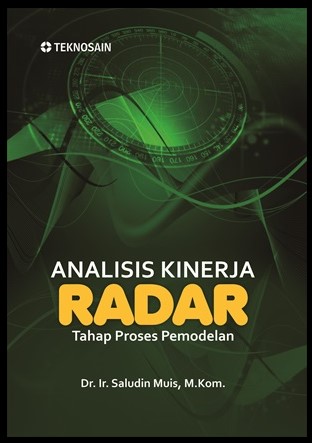 TEKNOSAIN
ANALISIS KINERJA
RADAR
Tahap Proses Pemodelan
Dr. Ir. Saludin Muis, M.Kom.